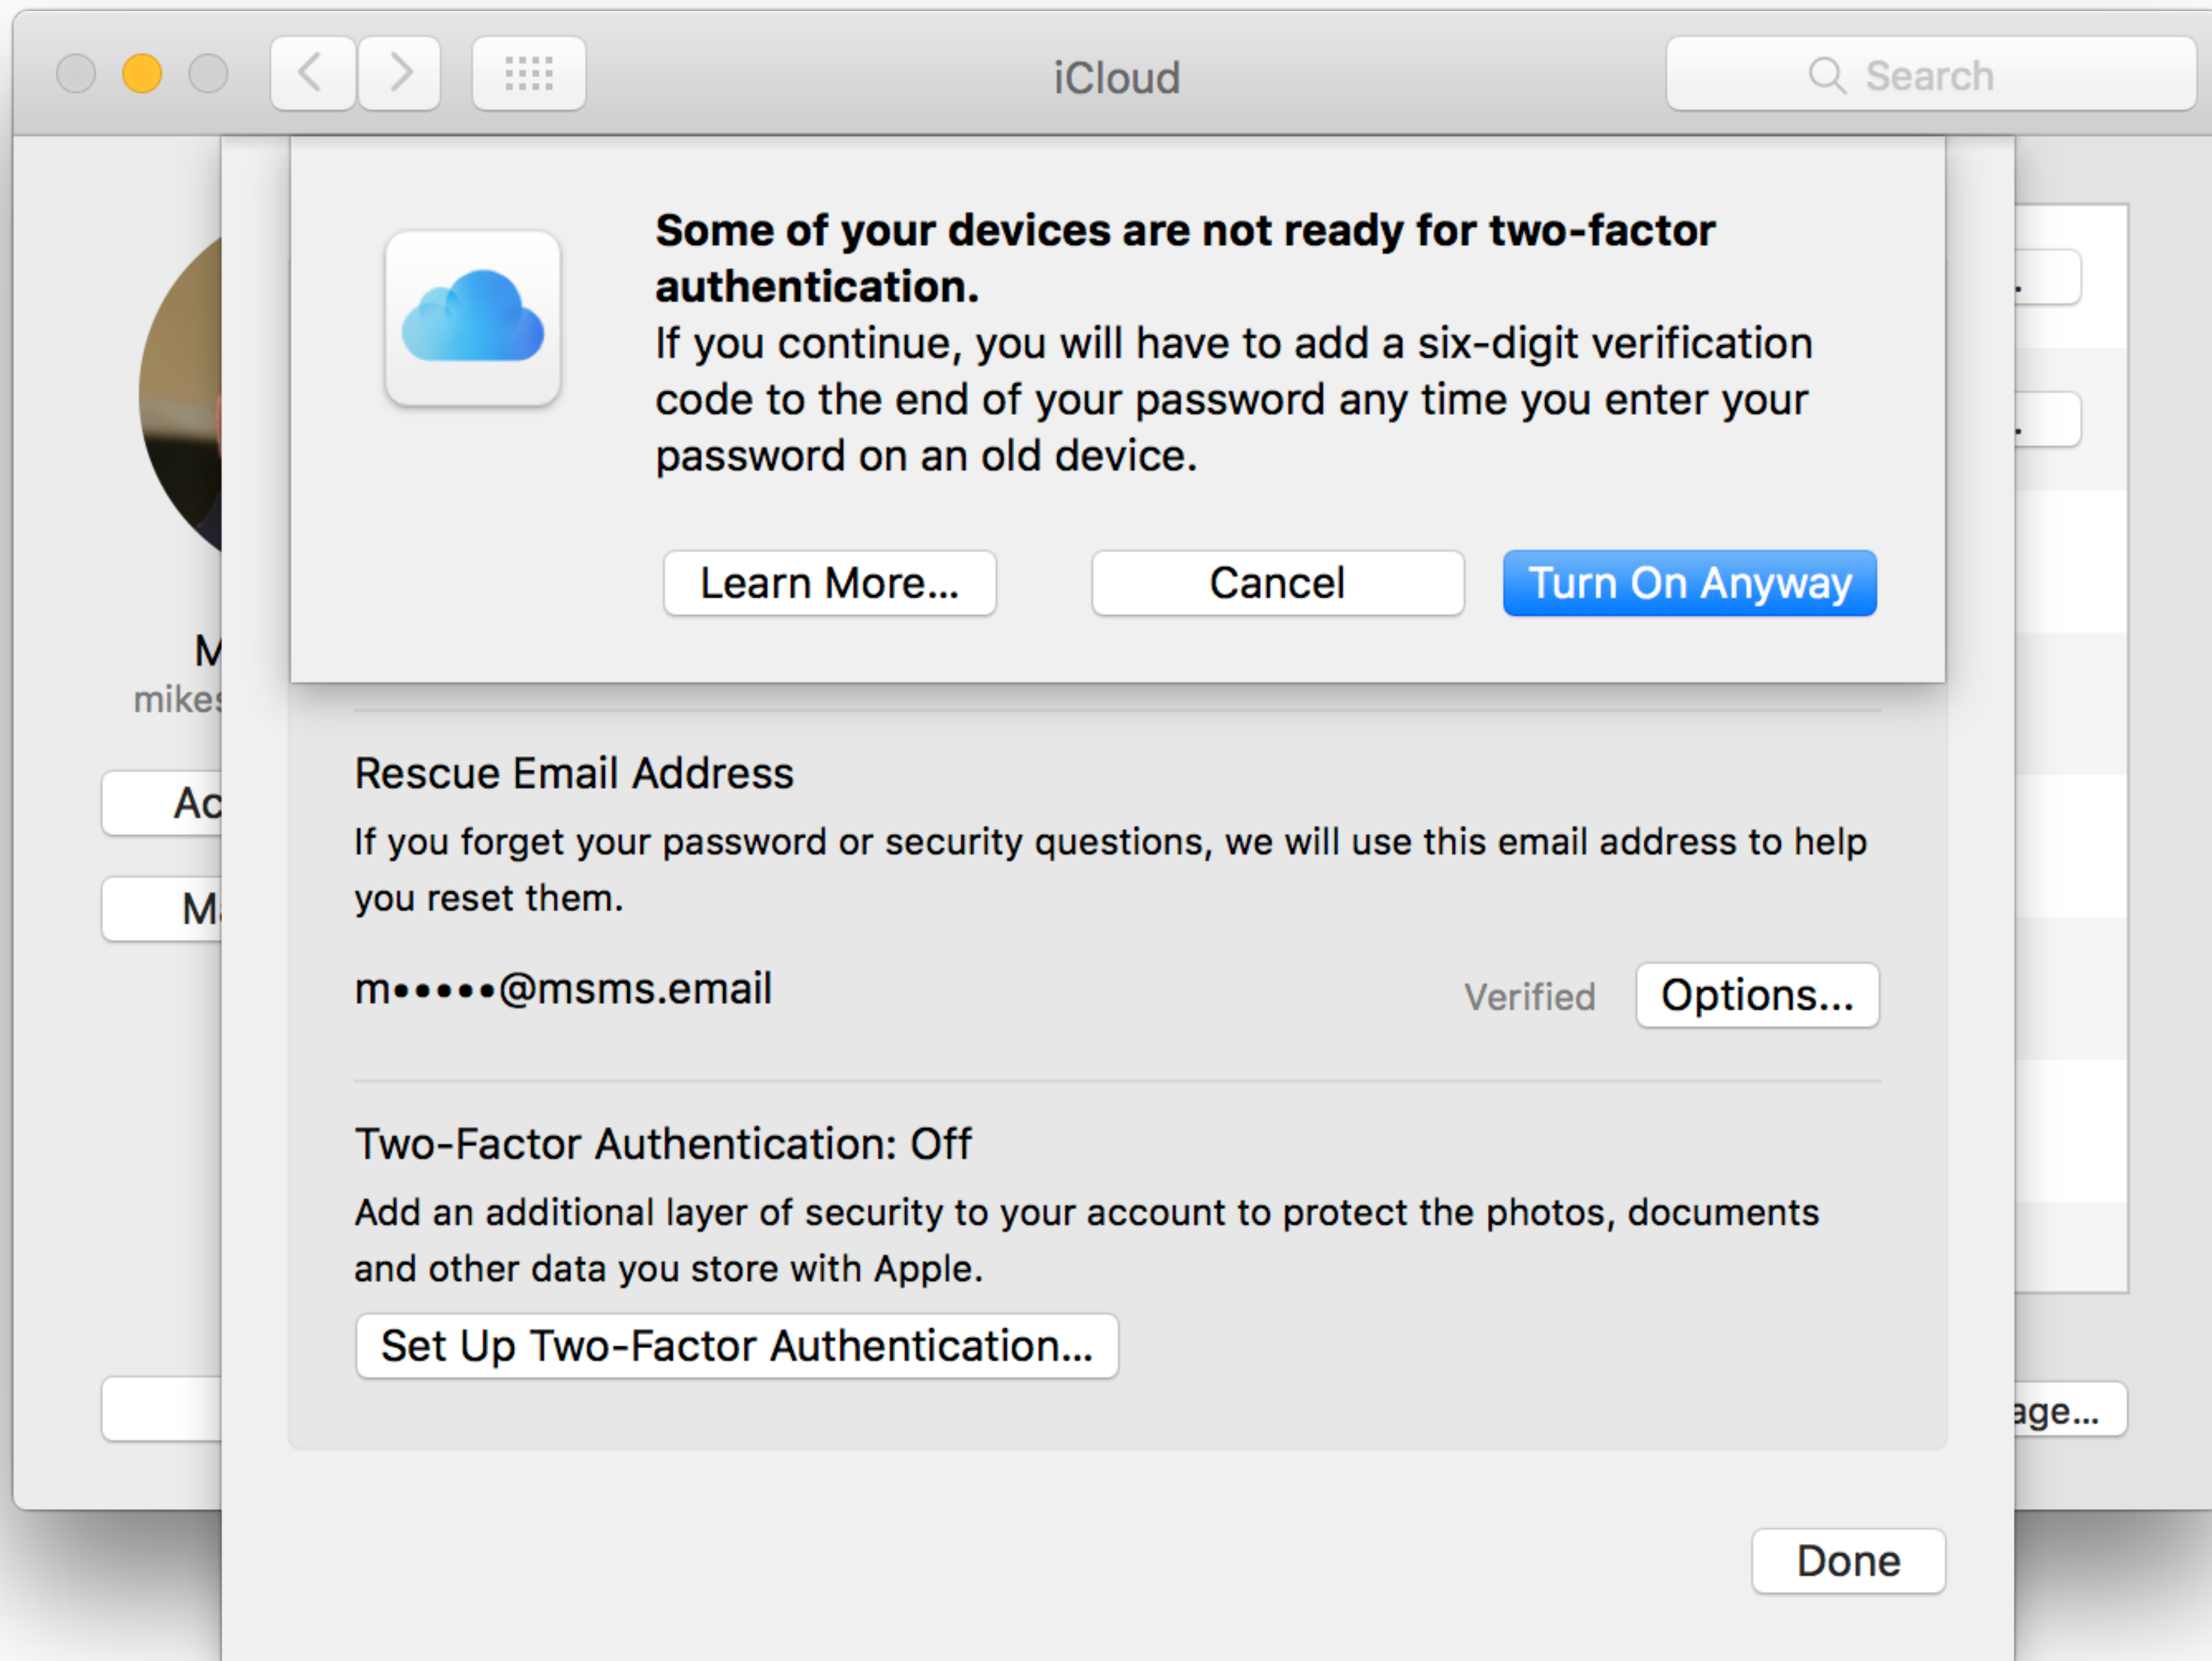 iCloud
Search
Some of your devices are not ready for two-factor
authentication.
If you continue, you will have to add a six-digit verification
code to the end of your password any time you enter your
password on an old device.
Learn More...
Cancel
Turn On Anyway
M
mikes
Ac
Ma
Rescue Email Address
If you forget your password or security questions, we will use this email address to help
you reset them.
m•••••@msms.email
Verified
Options...
Two-Factor Authentication: Off
Add an additional layer of security to your account to protect the photos, documents
and other data you store with Apple.
Set Up Two-Factor Authentication...
age...
Done